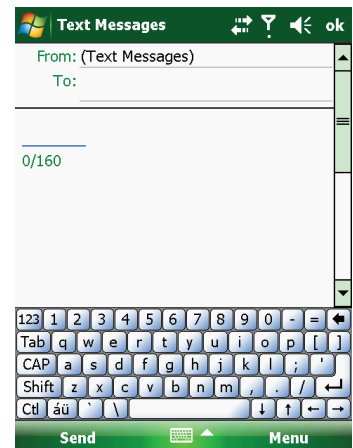 Text Messages ok
From: (Text Messages)
To:
0/160
123 1 2 3 4 5 6 7 8 9 0 - =
Tab q w e r t y u i o p [ ]
CAP a s d f g h j k l ; '
Shift z x c v b n m , . /
Ctl áü ` \
Send Menu